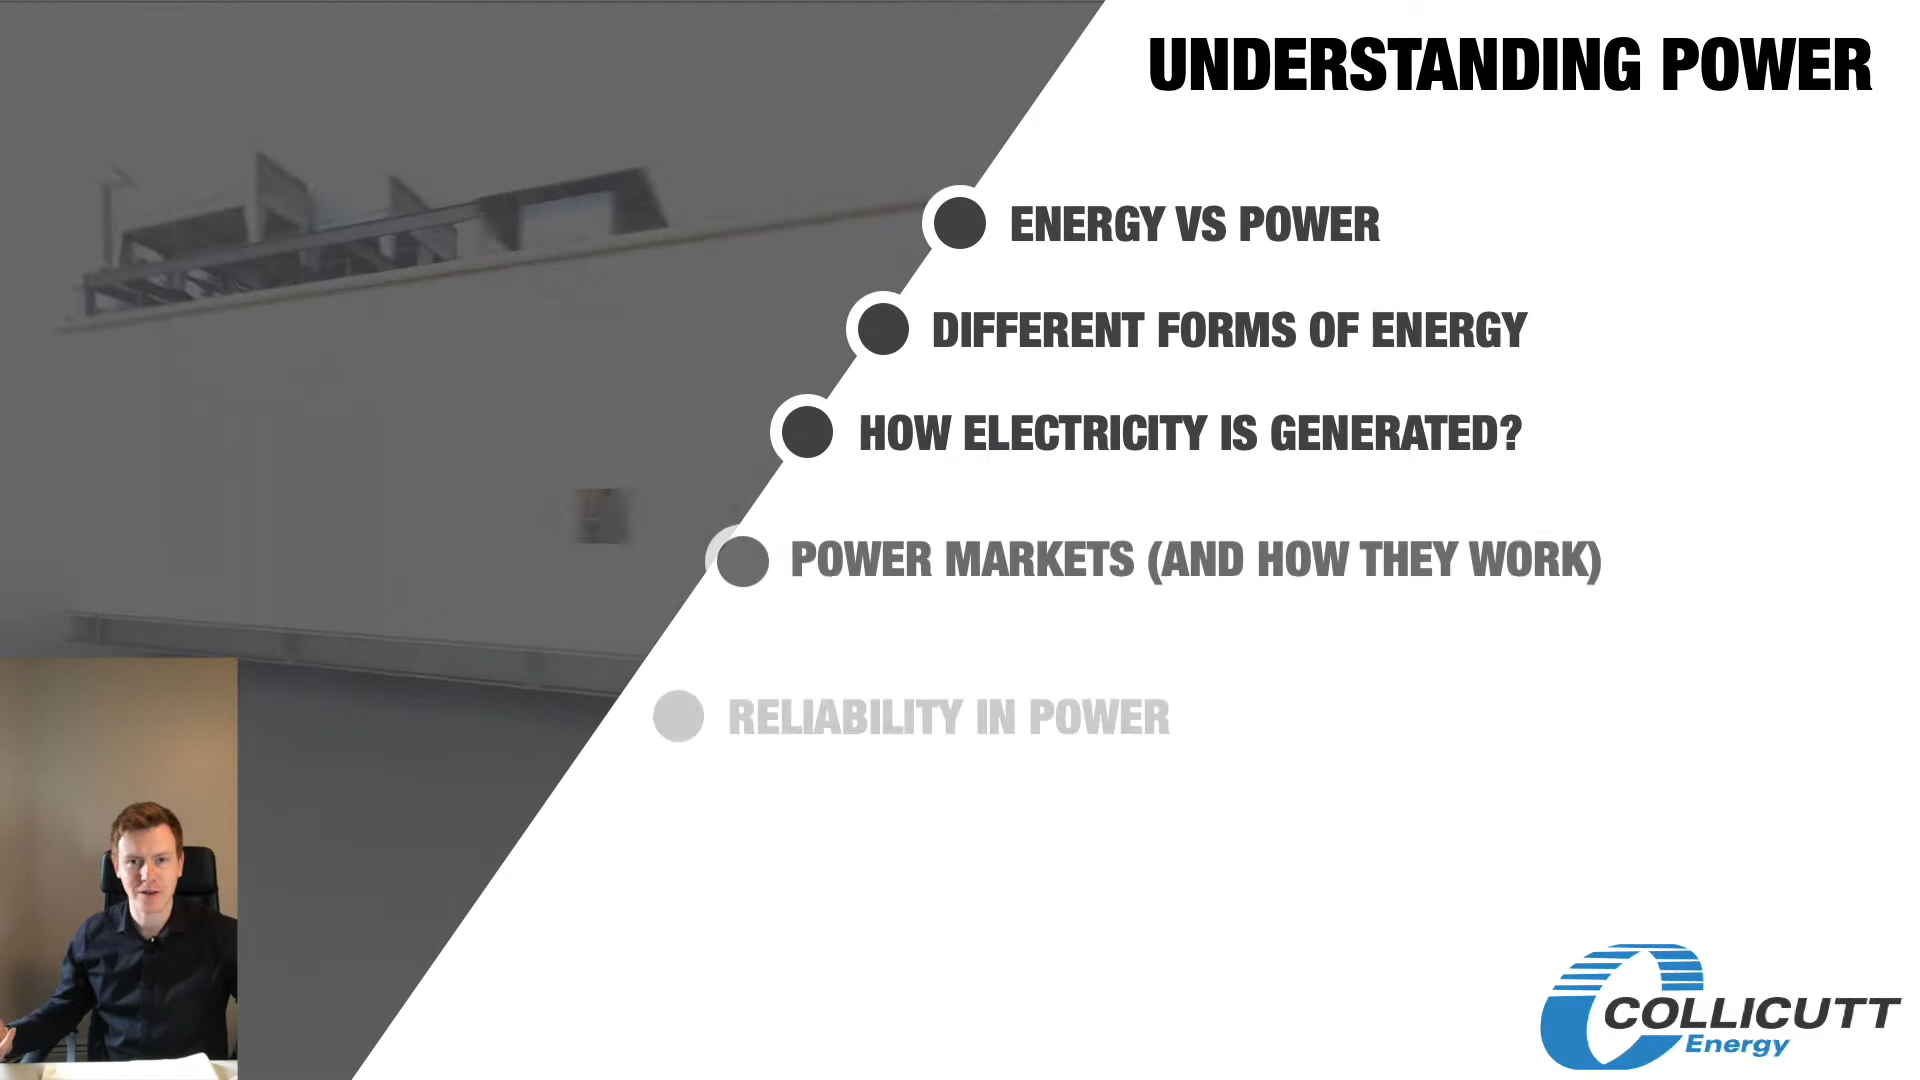 UNDERSTANDING POWER
ENERGY VS POWER
DIFFERENT FORMS OF ENERGY
HOW ELECTRICITY IS GENERATED?
POWER MARKETS (AND HOW THEY WORK)
RELIABILITY IN POWER
COLLICUTT
Energy